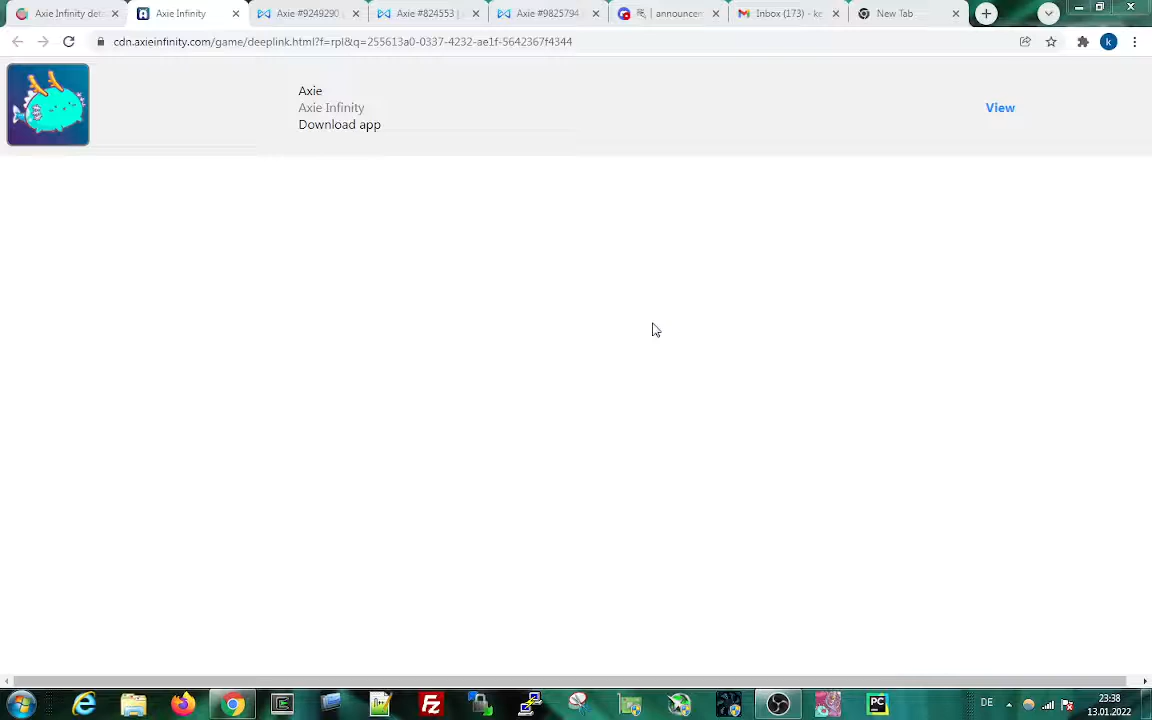 Axie Infinity det
Axie Infinity
Axie #9249290
Axie #824553 |
Axie #9825794
| announcem
Inbox (173) - ke
New Tab
cdn.axieinfinity.com/game/deeplink.html?f=rpl&q=255613a0-0337-4232-ae1f-5642367f4344
k
Axie
Axie Infinity
Download app
View
DE
23:38
13.01.2022